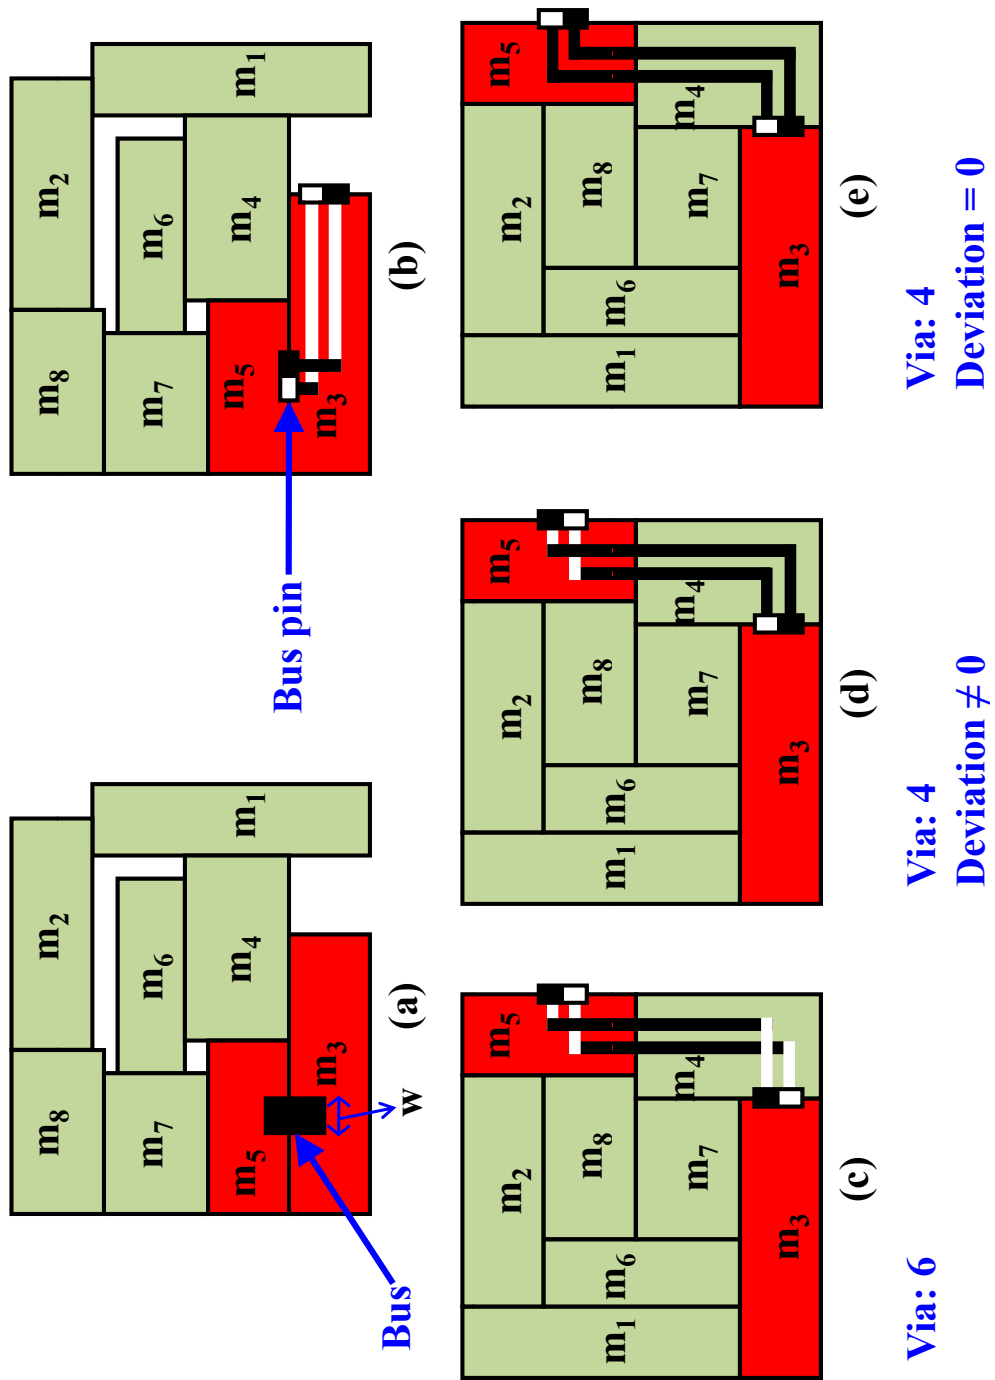 m₈
m₂
m₇
m₆
m₅
m₄
m₁
m₃
Bus
w
(a)
m₈
m₂
m₇
m₆
m₅
m₄
m₁
Bus pin
m₃
(b)
m₅
m₂
m₈
m₁
m₆
m₄
m₇
m₃
(c)
Via: 6
m₅
m₂
m₈
m₁
m₆
m₄
m₇
m₃
(d)
Via: 4
Deviation ≠ 0
m₅
m₂
m₈
m₁
m₆
m₄
m₇
m₃
(e)
Via: 4
Deviation = 0